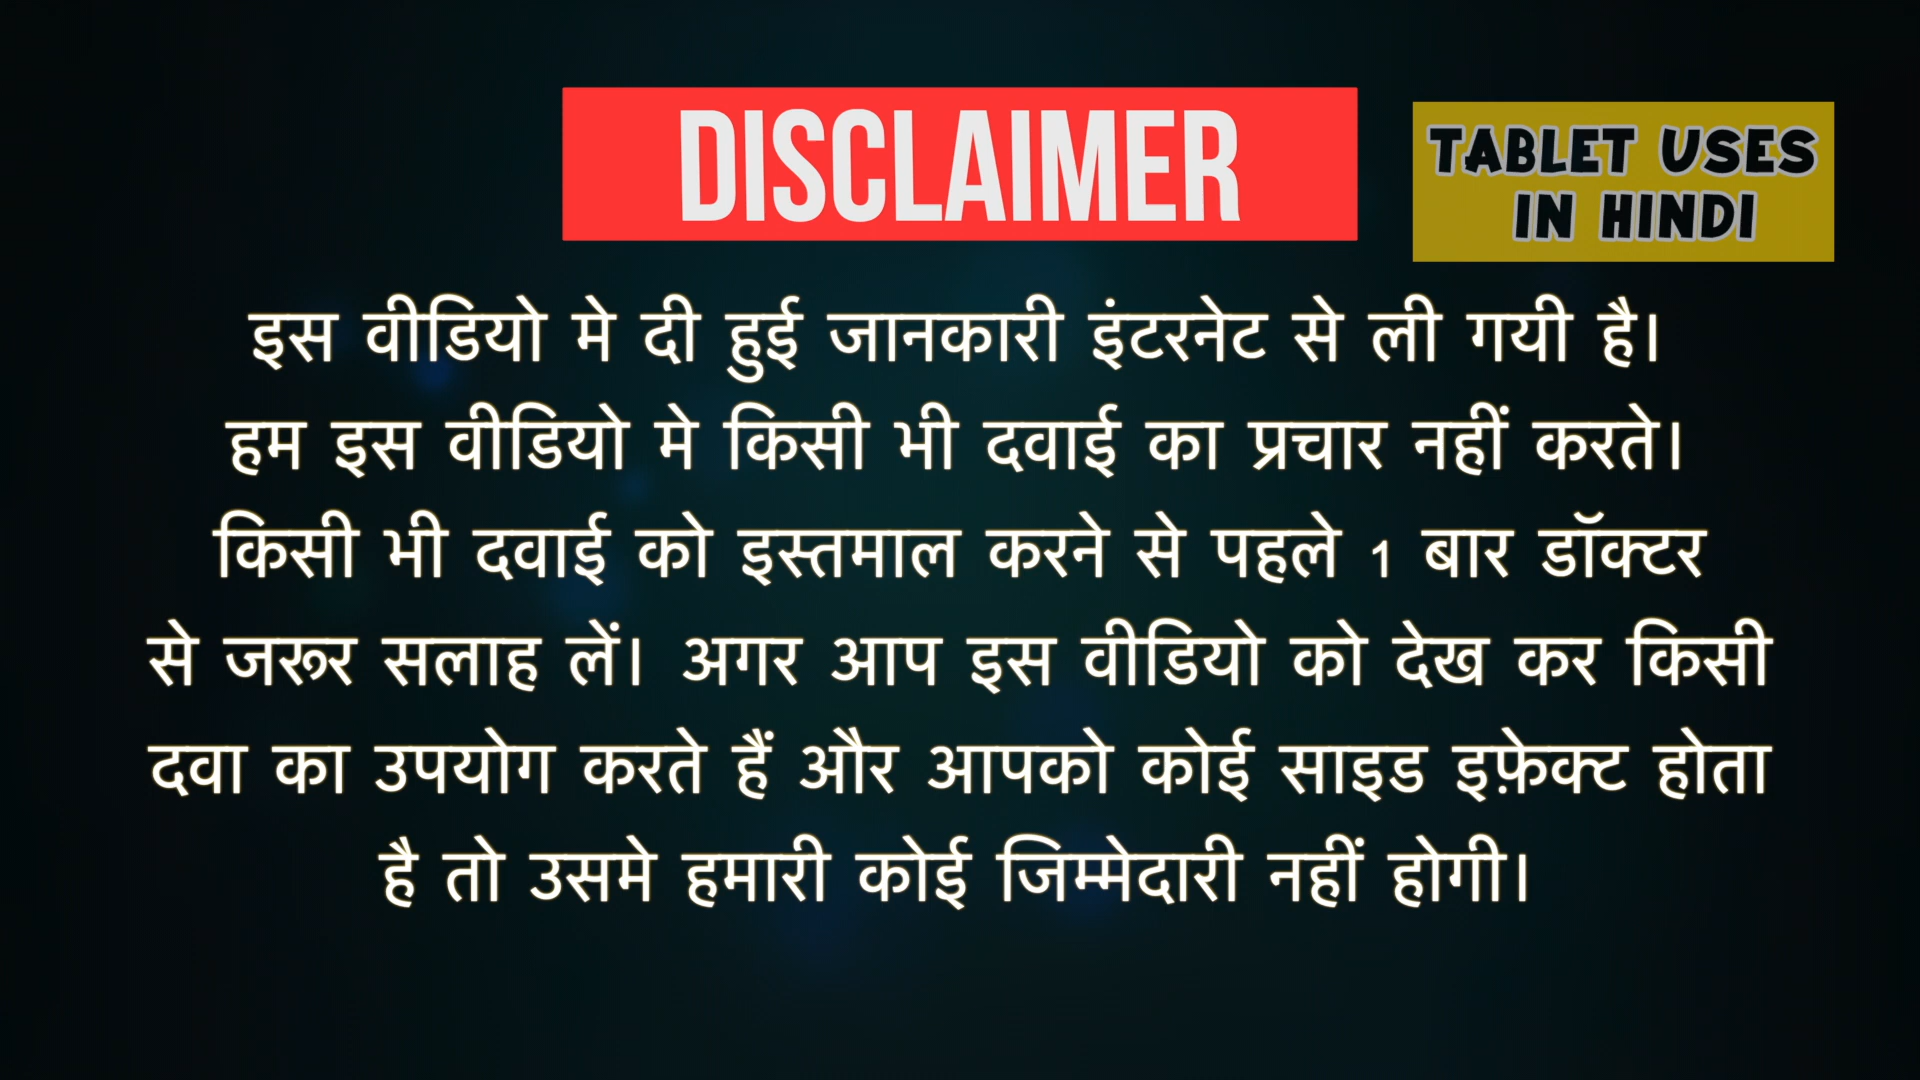 DISCLAIMER
TABLET USES
IN HINDI
इस वीडियो मे दी हुई जानकारी इंटरनेट से ली गयी है।
हम इस वीडियो मे किसी भी दवाई का प्रचार नहीं करते।
किसी भी दवाई को इस्तमाल करने से पहले 1 बार डॉक्टर
से जरूर सलाह लें। अगर आप इस वीडियो को देख कर किसी
दवा का उपयोग करते हैं और आपको कोई साइड इफ़ेक्ट होता
है तो उसमे हमारी कोई जिम्मेदारी नहीं होगी।